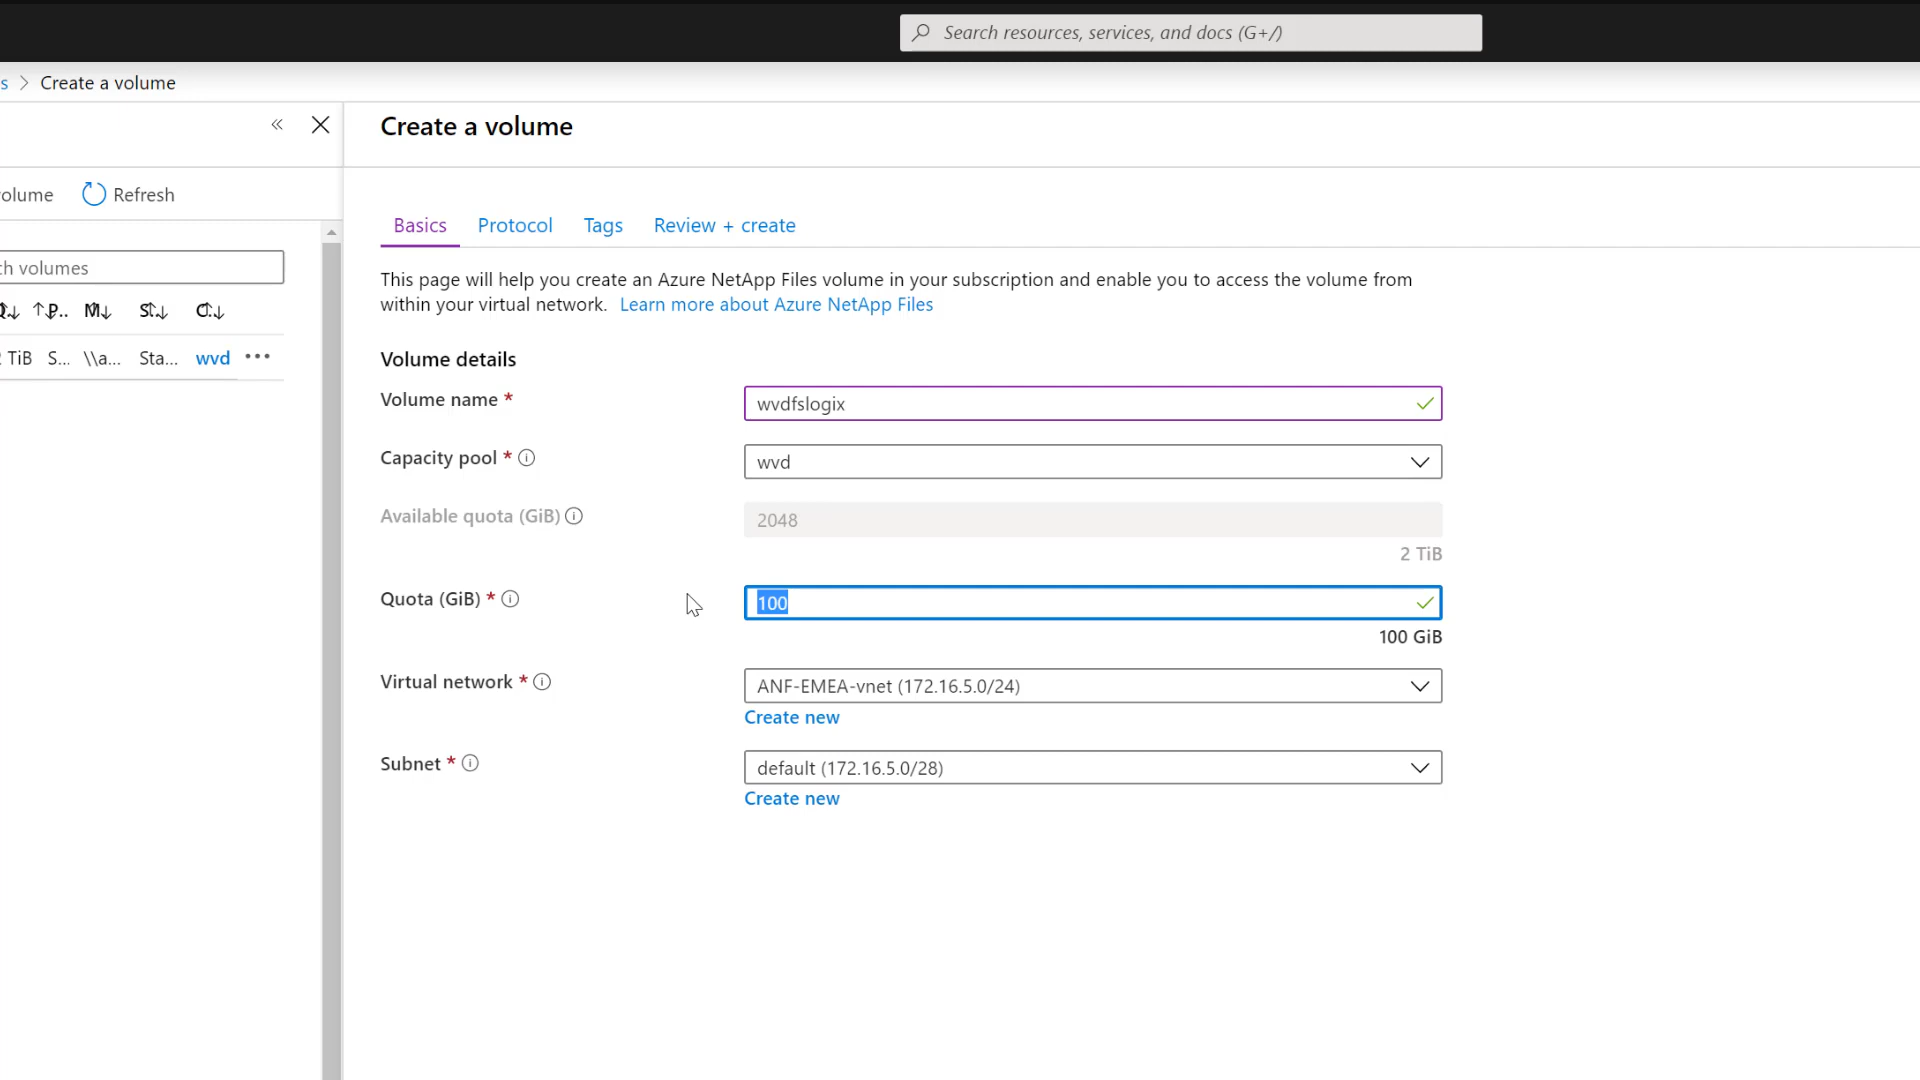 Search resources, services, and docs (G+/)
s > Create a volume
Create a volume
olume Refresh
Basics Protocol Tags Review + create
h volumes
This page will help you create an Azure NetApp Files volume in your subscription and enable you to access the volume from
within your virtual network. Learn more about Azure NetApp Files
P..
TiB S... \\a... Sta... wvd •••
Volume details
Volume name *
wvdfslogix
Capacity pool *
wvd
Available quota (GiB)
2048
2 TiB
Quota (GiB) *
100
100 GiB
Virtual network *
ANF-EMEA-vnet (172.16.5.0/24)
Create new
Subnet *
default (172.16.5.0/28)
Create new